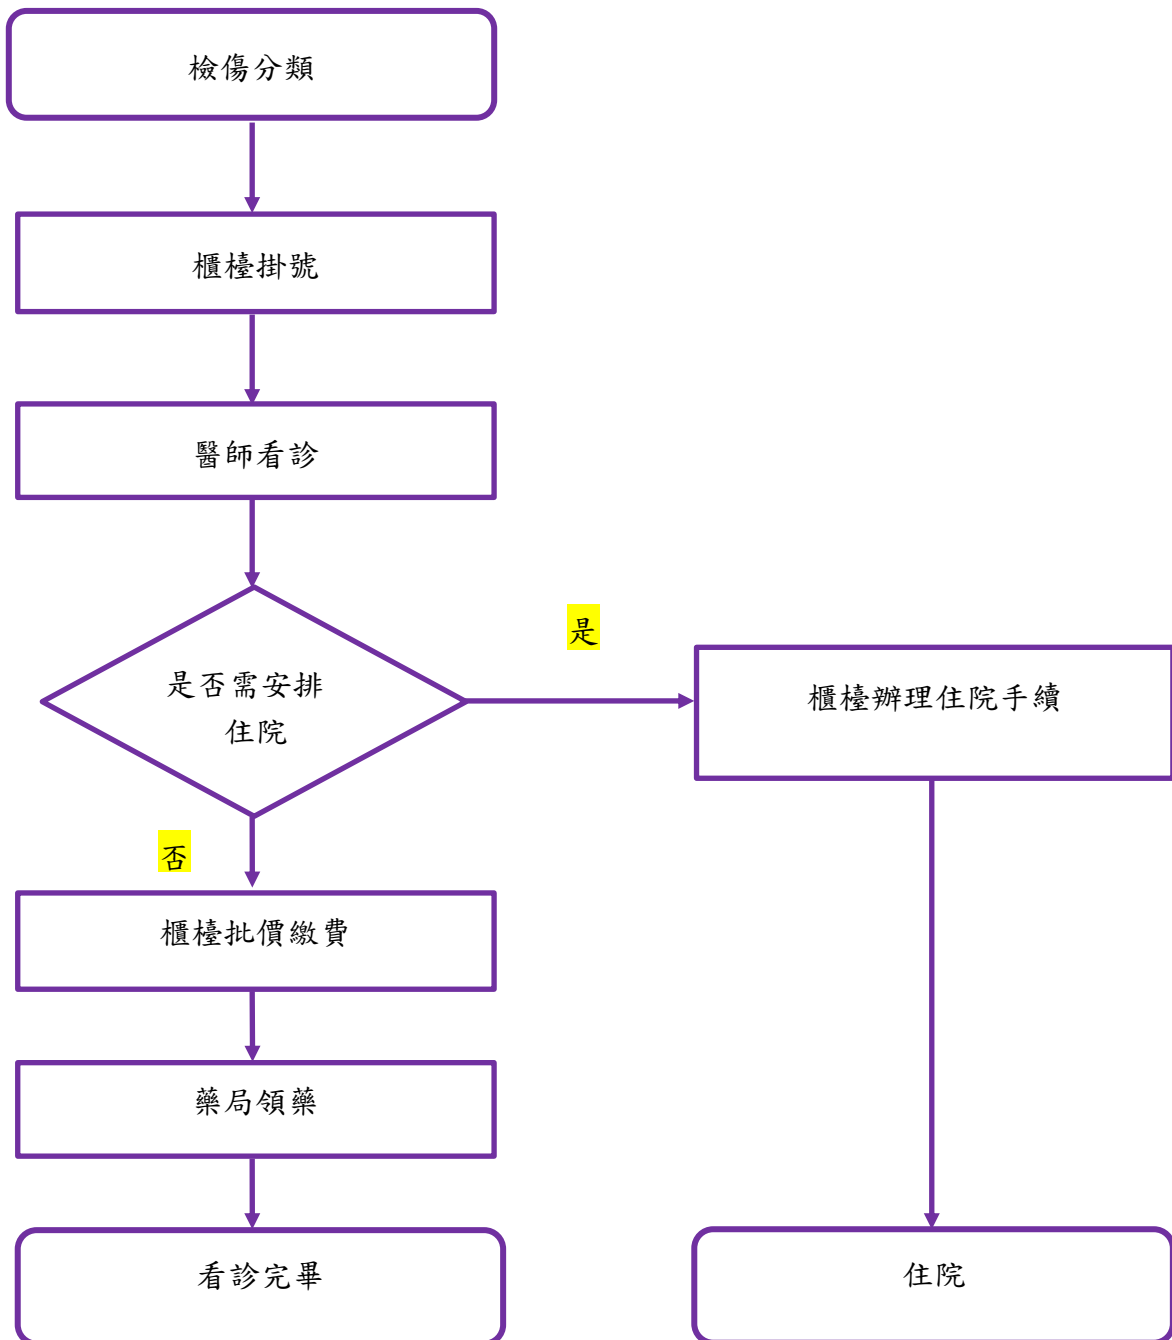 檢傷分類
櫃檯掛號
醫師看診
是否需安排
住院
是
櫃檯辦理住院手續
否
櫃檯批價繳費
藥局領藥
看診完畢
住院